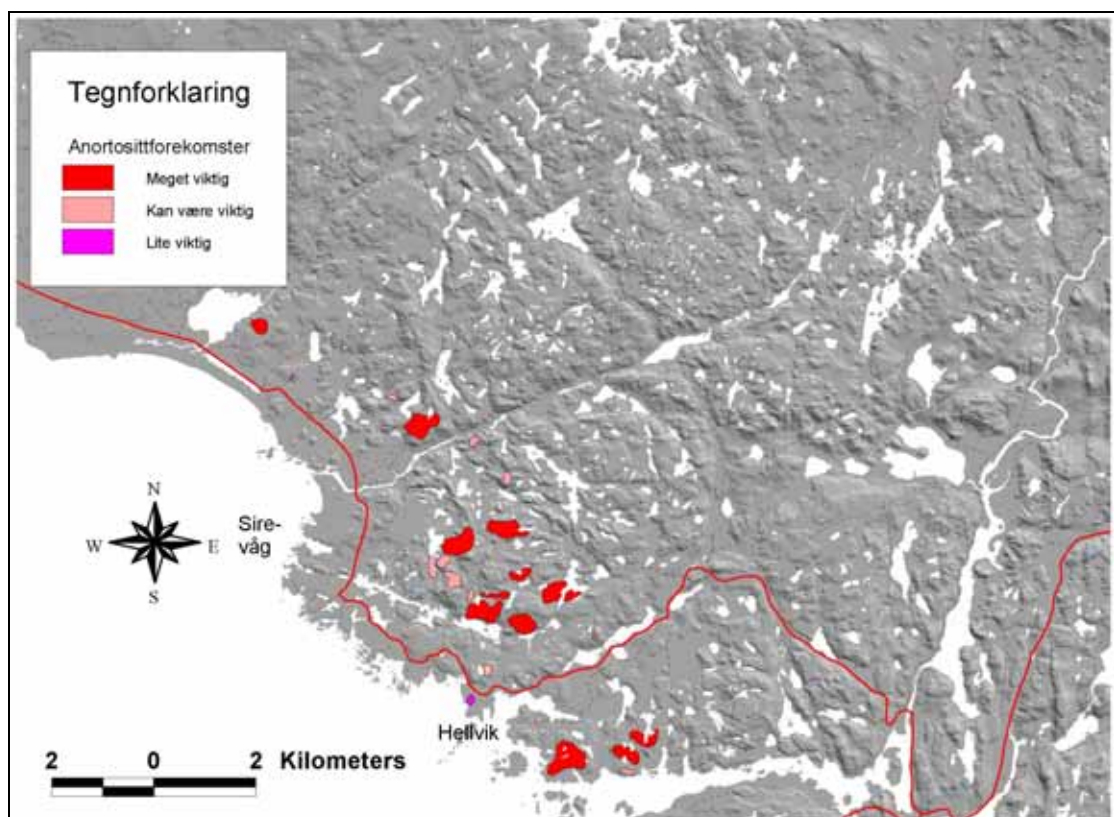 Tegnforklaring
Anortosittforekomster
Meget viktig
Kan være viktig
Lite viktig
N
W
E
S
Sire-
våg
Hellvik
2 0 2 Kilometers